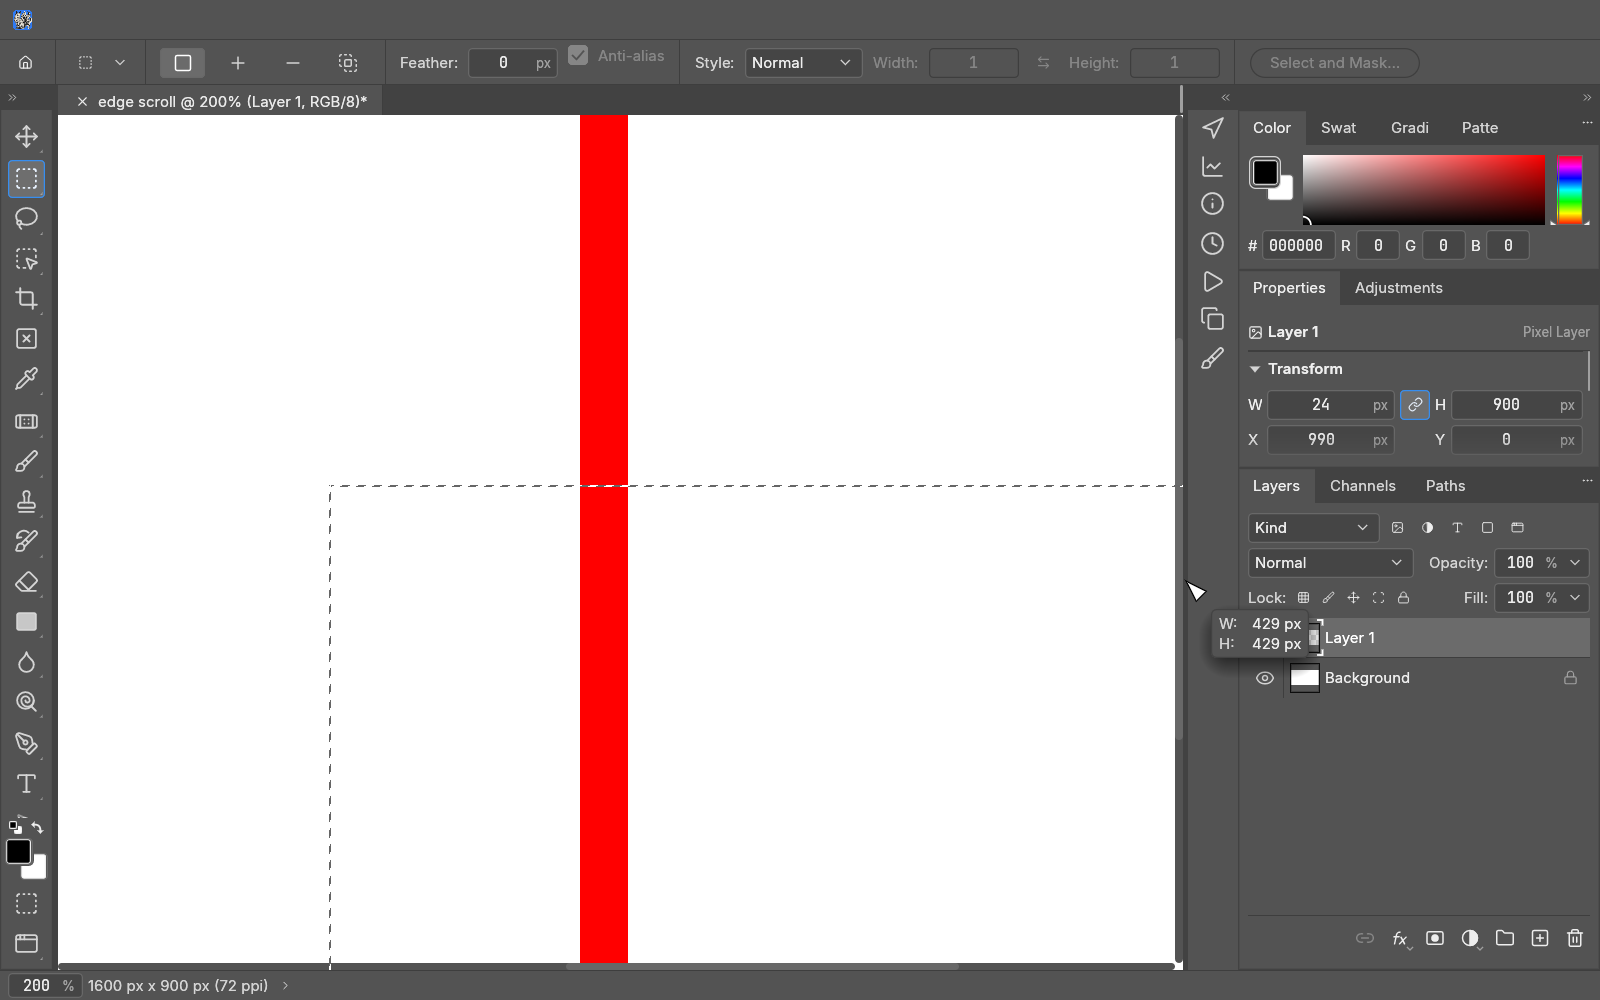 Feather: 0 px Anti-alias Style: Normal Width: 1 Height: 1 Select and Mask...
edge scroll @ 200% (Layer 1, RGB/8)*
Color Swat Gradi Patte
# 000000 R 0 G 0 B 0
Properties Adjustments
Layer 1 Pixel Layer
Transform
W 24 px H 900 px
X 990 px Y 0 px
Layers Channels Paths
Kind
Normal Opacity: 100 %
Lock: Fill: 100 %
W: 429 px
H: 429 px
Layer 1
Background
200 % 1600 px x 900 px (72 ppi)